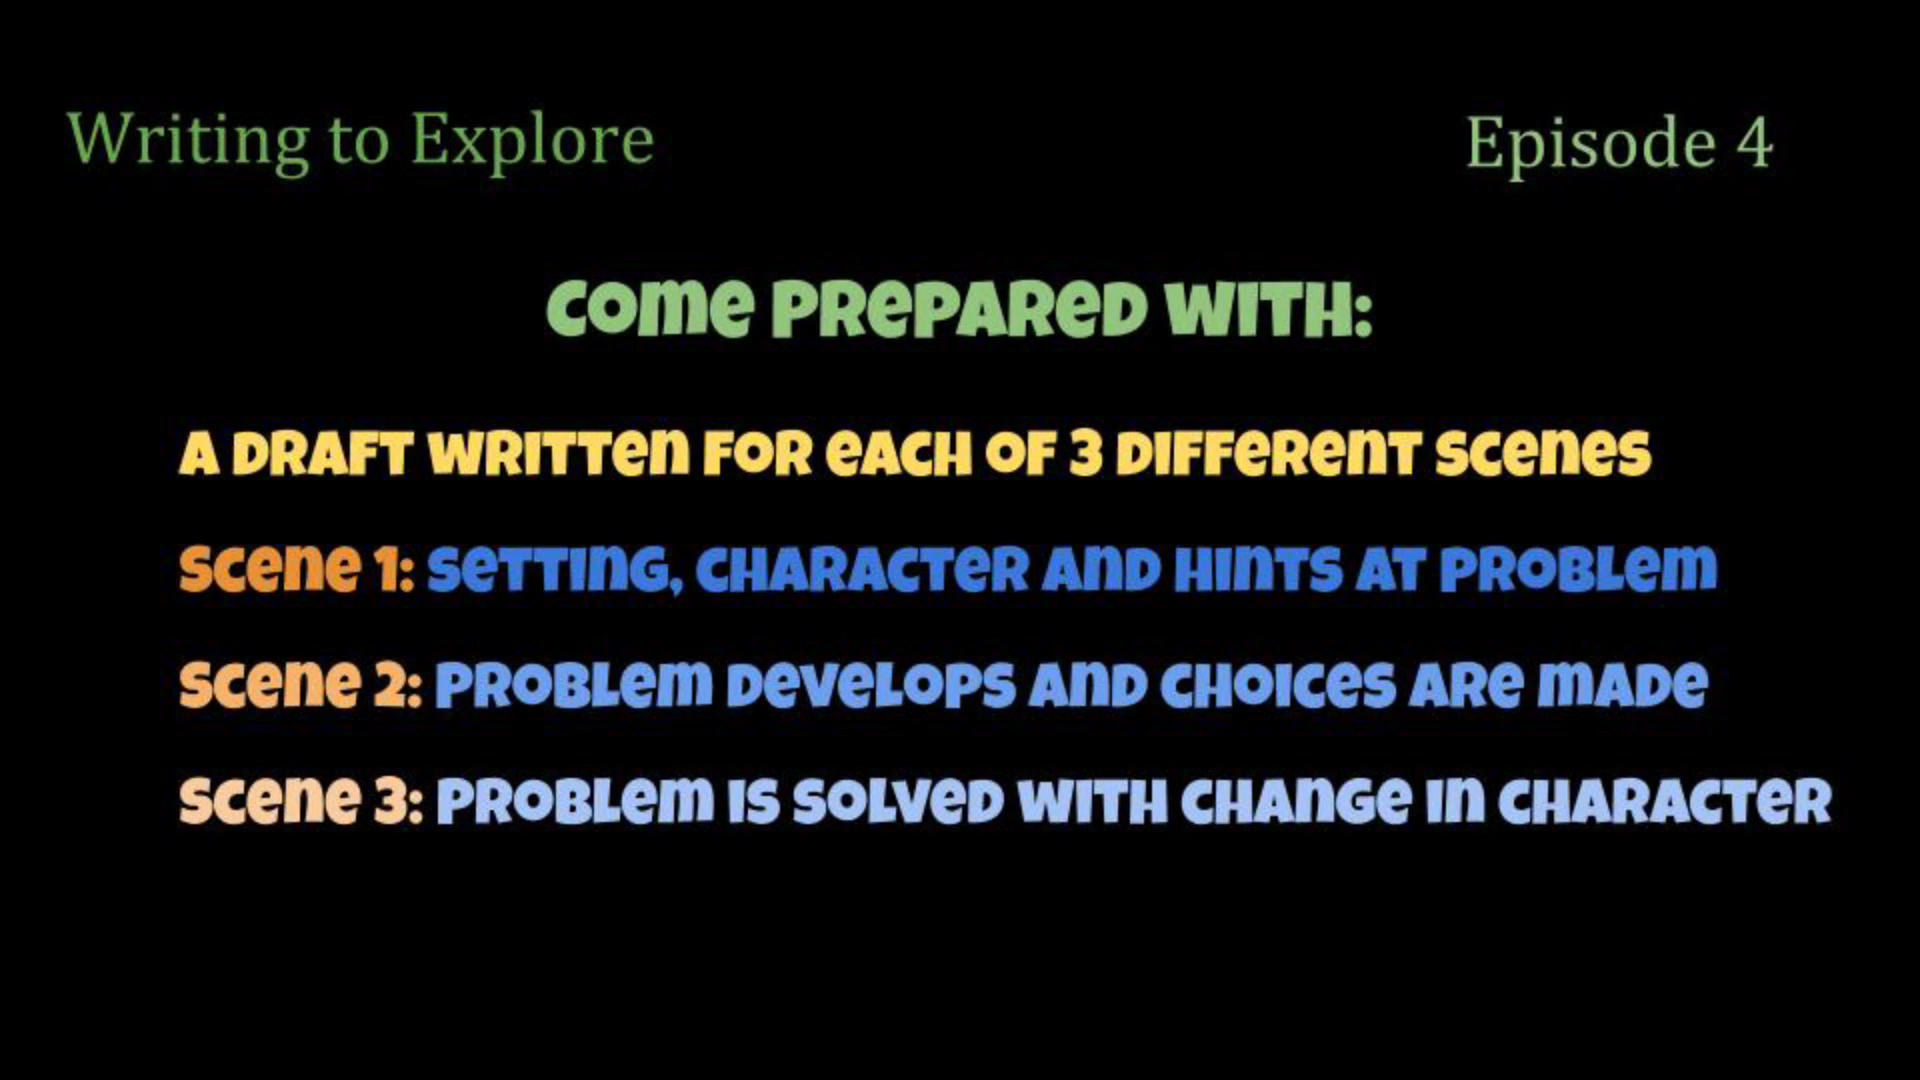 Writing to Explore
Episode 4
COME PREPARED WITH:
A DRAFT WRITTEN FOR EACH OF 3 DIFFERENT SCENES
SCENE 1: SETTING, CHARACTER AND HINTS AT PROBLEM
SCENE 2: PROBLEM DEVELOPS AND CHOICES ARE MADE
SCENE 3: PROBLEM IS SOLVED WITH CHANGE IN CHARACTER